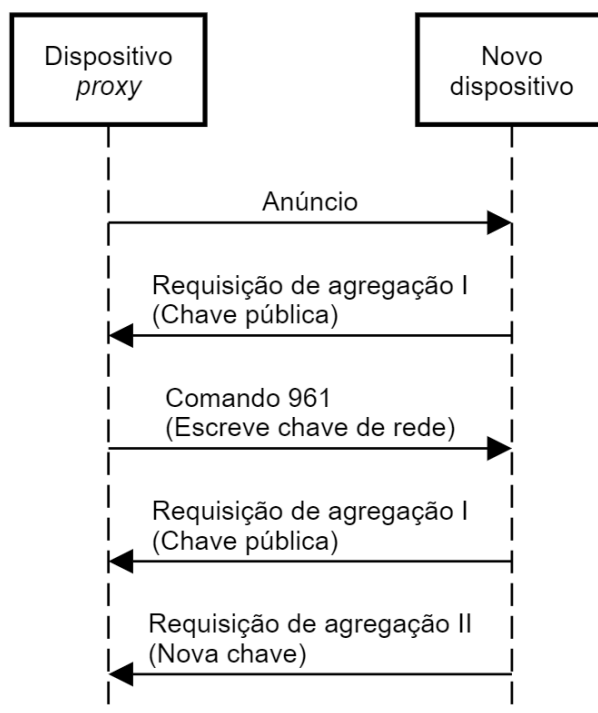 Dispositivo
proxy
Novo
dispositivo
Anúncio
Requisição de agregação I
(Chave pública)
Comando 961
(Escreve chave de rede)
Requisição de agregação I
(Chave pública)
Requisição de agregação II
(Nova chave)